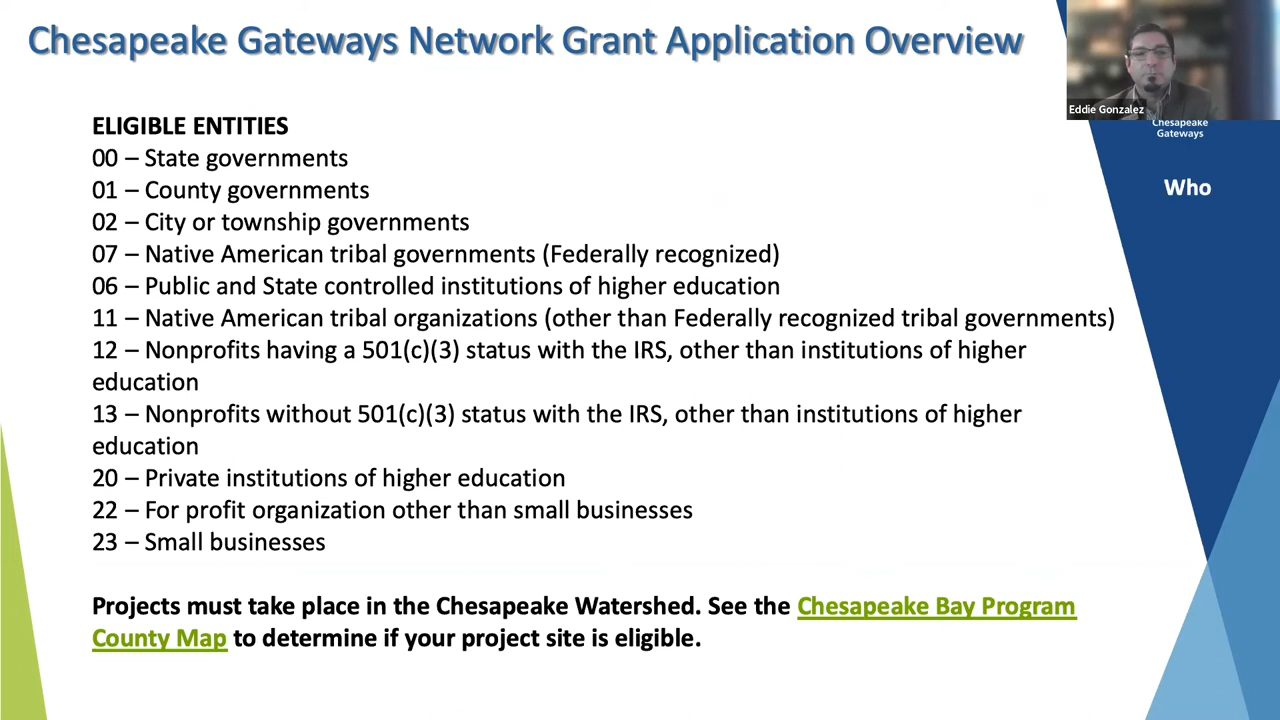 Chesapeake Gateways Network Grant Application Overview
Eddie Gonzalez
Chesapeake
Gateways
Who
ELIGIBLE ENTITIES
00 – State governments
01 – County governments
02 – City or township governments
07 – Native American tribal governments (Federally recognized)
06 – Public and State controlled institutions of higher education
11 – Native American tribal organizations (other than Federally recognized tribal governments)
12 – Nonprofits having a 501(c)(3) status with the IRS, other than institutions of higher
education
13 – Nonprofits without 501(c)(3) status with the IRS, other than institutions of higher
education
20 – Private institutions of higher education
22 – For profit organization other than small businesses
23 – Small businesses
Projects must take place in the Chesapeake Watershed. See the Chesapeake Bay Program
County Map to determine if your project site is eligible.